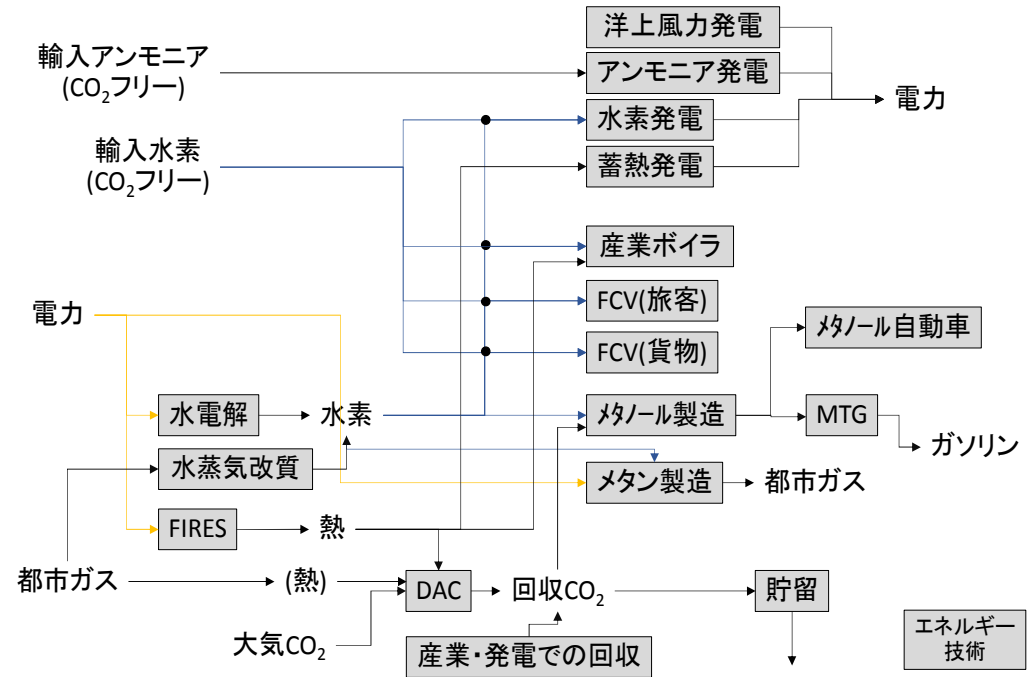 洋上風力発電
輸入アンモニア
(CO₂フリー)
アンモニア発電
電力
水素発電
輸入水素
(CO₂フリー)
蓄熱発電
産業ボイラ
電力
FCV(旅客)
ﾒﾀﾉｰﾙ自動車
FCV(貨物)
水電解
水素
ﾒﾀﾉｰﾙ製造
MTG
ガソリン
水蒸気改質
メタン製造
都市ガス
FIRES
熱
都市ガス
(熱)
DAC
回収CO₂
貯留
大気CO₂
産業・発電での回収
エネルギー
技術